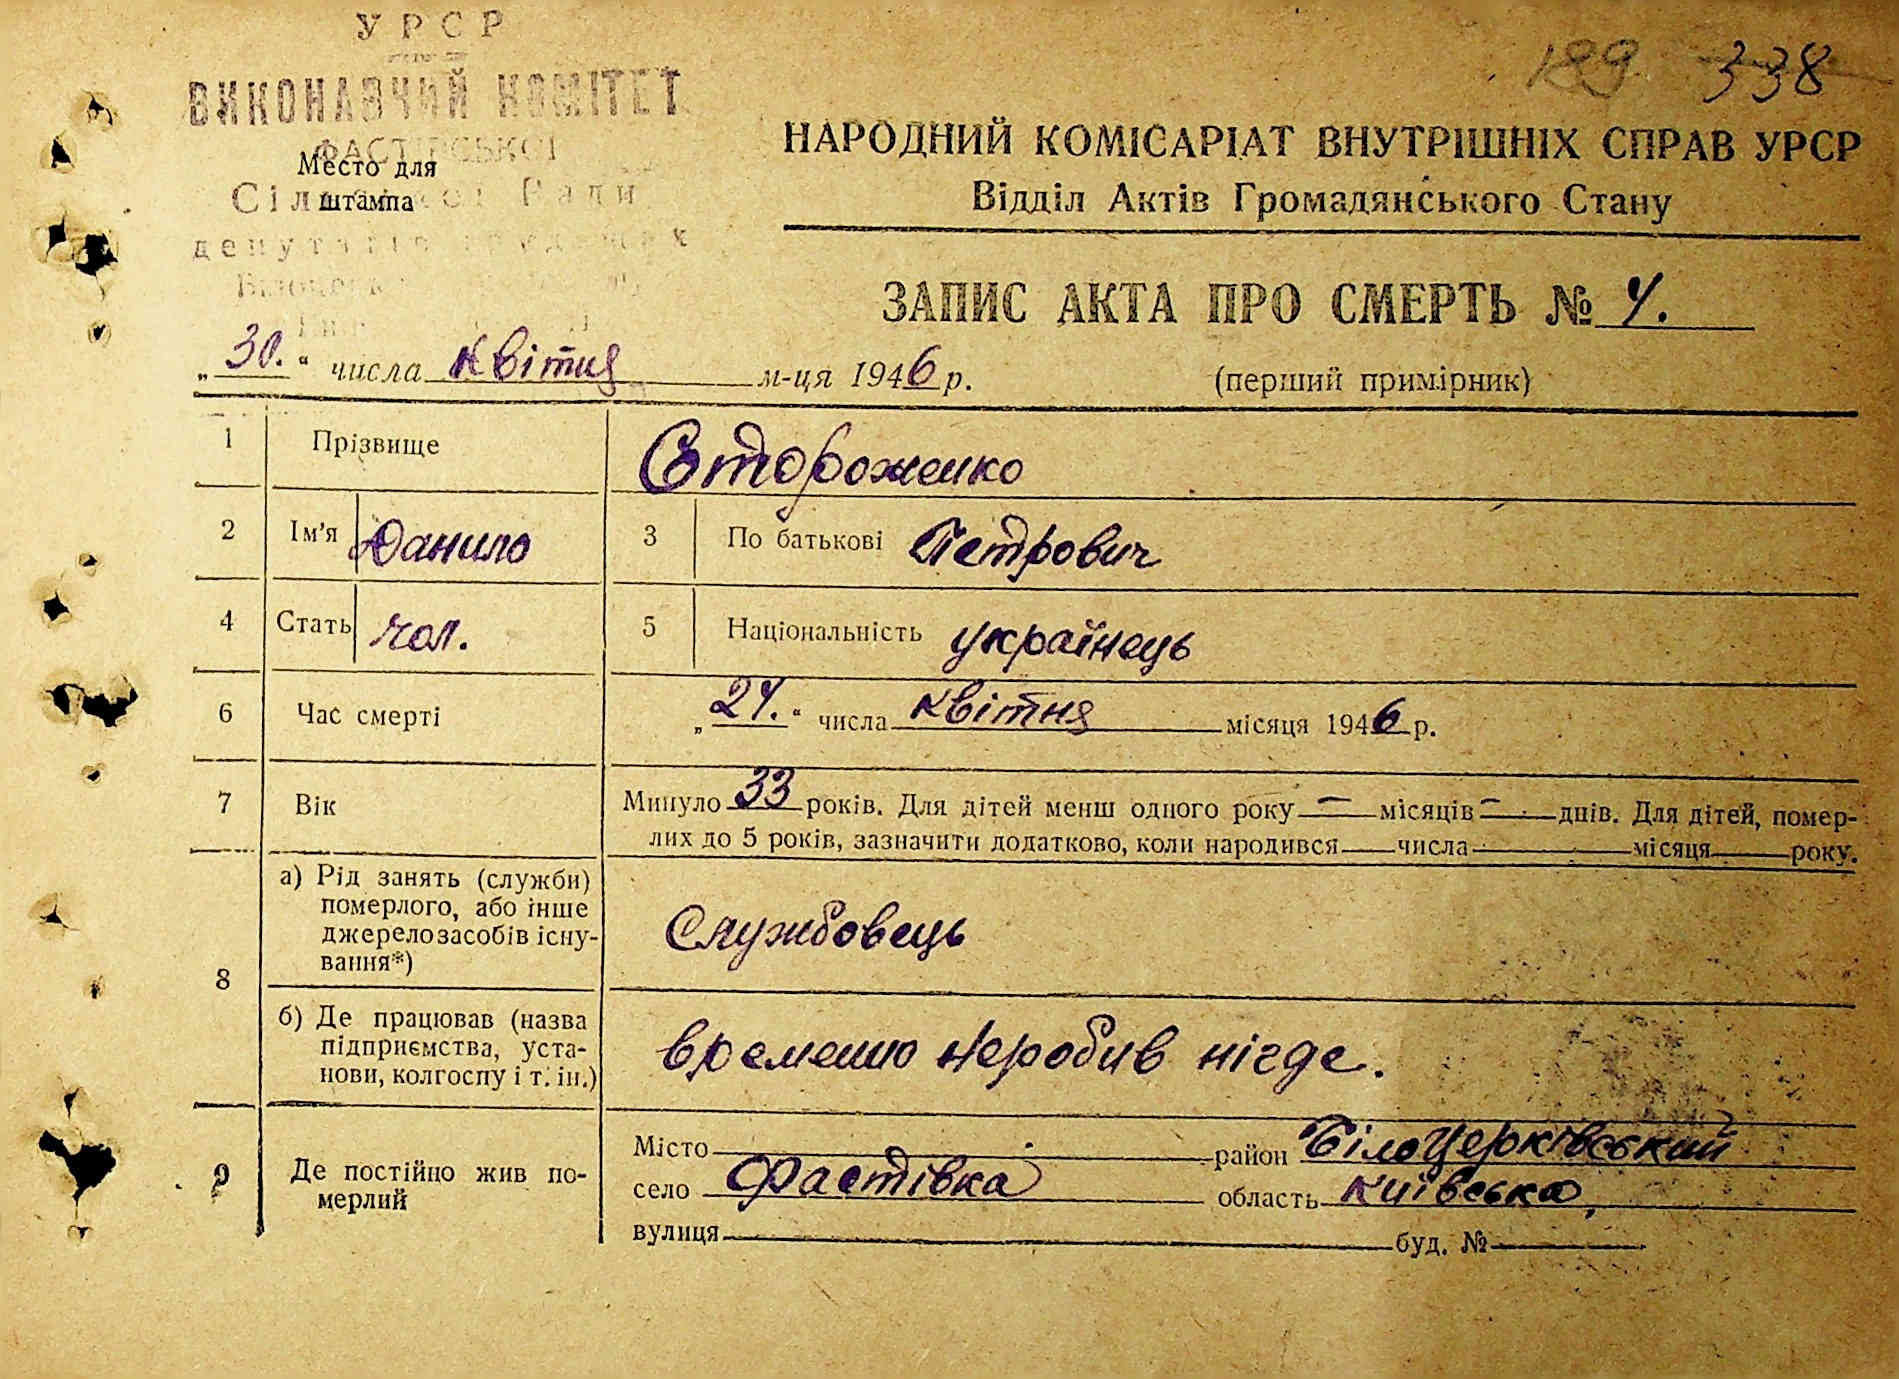 УРСР
ВИКОНАВЧИЙ КОМІТЕТ
ФАСТІВСЬКОЇ
Место для
штампа
Сільської Ради
депутатів трудящих
189 338
НАРОДНИЙ КОМІСАРІАТ ВНУТРІШНІХ СПРАВ УРСР
Відділ Актів Громадянського Стану
ЗАПИС АКТА ПРО СМЕРТЬ № 4.
„30.“ числа квітня м-ця 1946 р. (перший примірник)
1 Прізвище Стороженко
2 Ім'я Данило 3 По батькові Петрович
4 Стать чол. 5 Національність українець
6 Час смерті „24.“ числа квітня місяця 1946 р.
7 Вік Минуло 33 років. Для дітей менш одного року — місяців — днів. Для дітей, помер-
лих до 5 років, зазначити додатково, коли народився числа місяця року.
8 а) Рід занять (служби)
померлого, або інше
джерело засобів існу-
вання*)
Службовець
б) Де працював (назва
підприємства, уста-
нови, колгоспу і т. ін.)
временно неробив нігде.
9 Де постійно жив по-
мерлий
Місто район Білоцерківський
село Фастівка область Київська,
вулиця буд. №